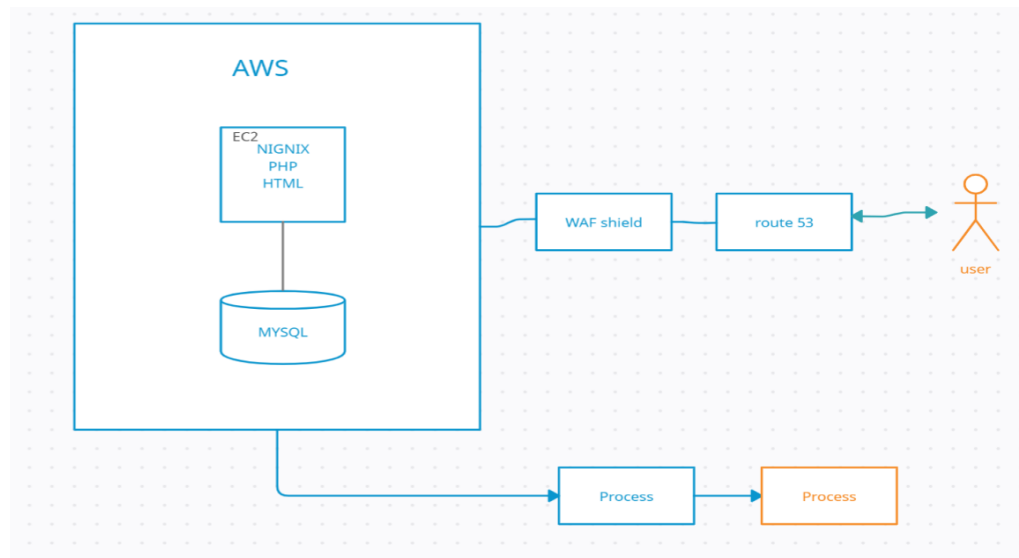 AWS
EC2
NIGNIX
PHP
HTML
MYSQL
WAF shield
route 53
user
Process
Process